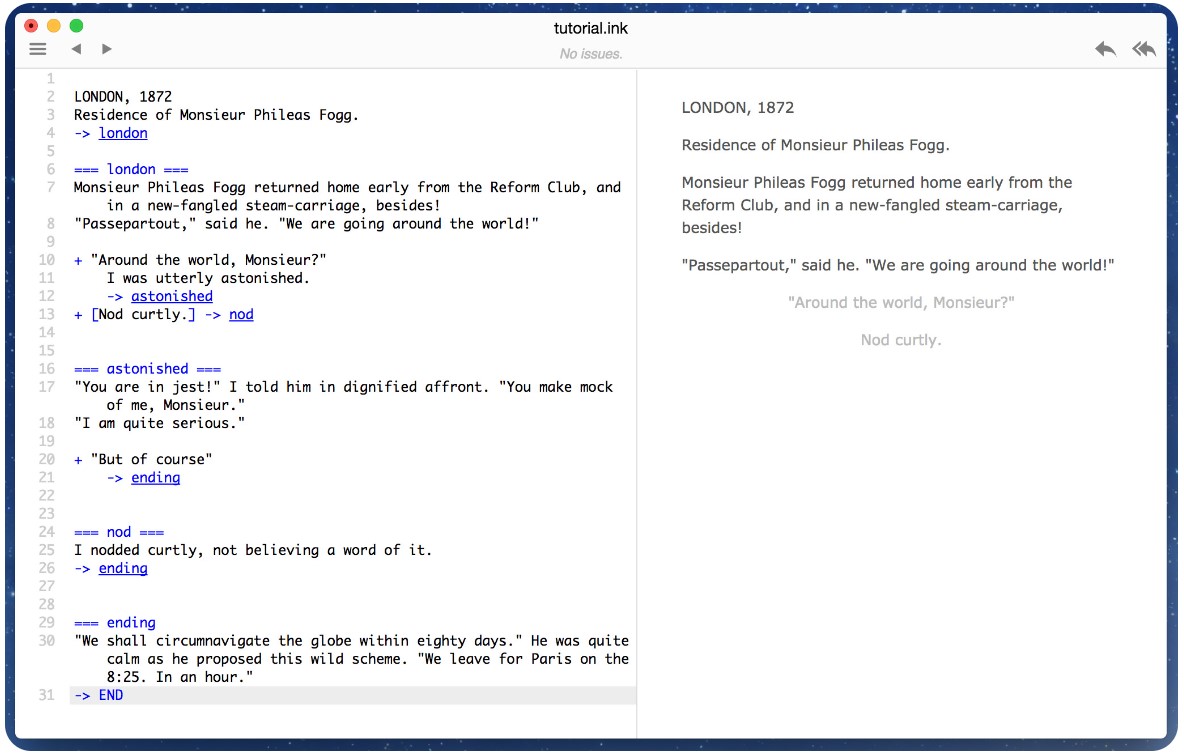 tutorial.ink
No issues.
1
2 LONDON, 1872
3 Residence of Monsieur Phileas Fogg.
4 -> london
5
6 === london ===
7 Monsieur Phileas Fogg returned home early from the Reform Club, and
in a new-fangled steam-carriage, besides!
8 "Passepartout," said he. "We are going around the world!"
9
10 + "Around the world, Monsieur?"
11 I was utterly astonished.
12 -> astonished
13 + [Nod curtly.] -> nod
14
15
16 === astonished ===
17 "You are in jest!" I told him in dignified affront. "You make mock
of me, Monsieur."
18 "I am quite serious."
19
20 + "But of course"
21 -> ending
22
23
24 === nod ===
25 I nodded curtly, not believing a word of it.
26 -> ending
27
28
29 === ending
30 "We shall circumnavigate the globe within eighty days." He was quite
calm as he proposed this wild scheme. "We leave for Paris on the
8:25. In an hour."
31 -> END
LONDON, 1872
Residence of Monsieur Phileas Fogg.
Monsieur Phileas Fogg returned home early from the
Reform Club, and in a new-fangled steam-carriage,
besides!
"Passepartout," said he. "We are going around the world!"
"Around the world, Monsieur?"
Nod curtly.